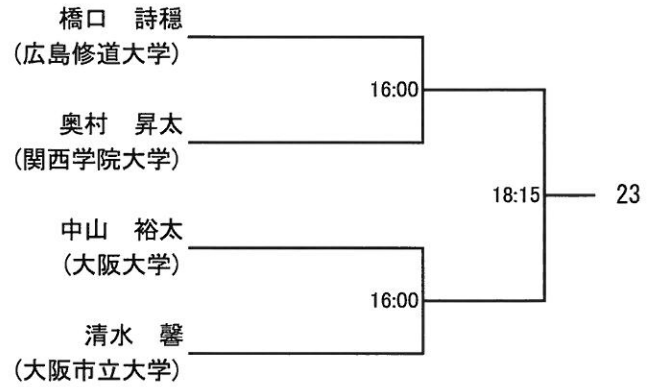 橋口　詩穏
(広島修道大学)
16:00
奥村　昇太
(関西学院大学)
18:15
23
中山　裕太
(大阪大学)
16:00
清水　馨
(大阪市立大学)